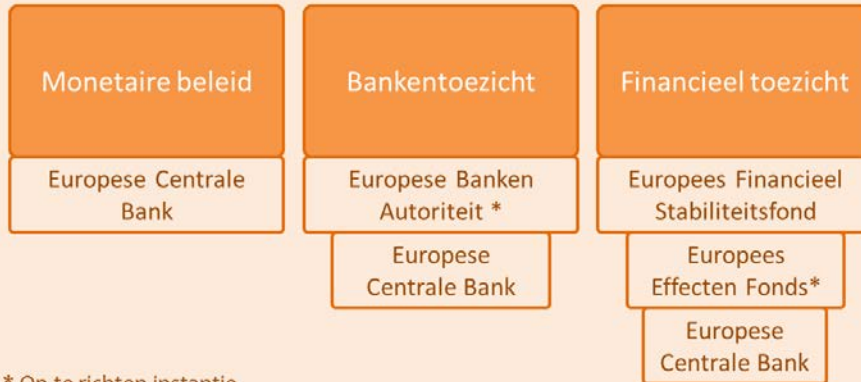 Monetaire beleid
Bankentoezicht
Financieel toezicht
Europese Centrale
Bank
Europese Banken
Autoriteit *
Europese
Centrale Bank
Europees Financieel
Stabiliteitsfond
Europees
Effecten Fonds*
Europese
Centrale Bank
* Op te richten instantie